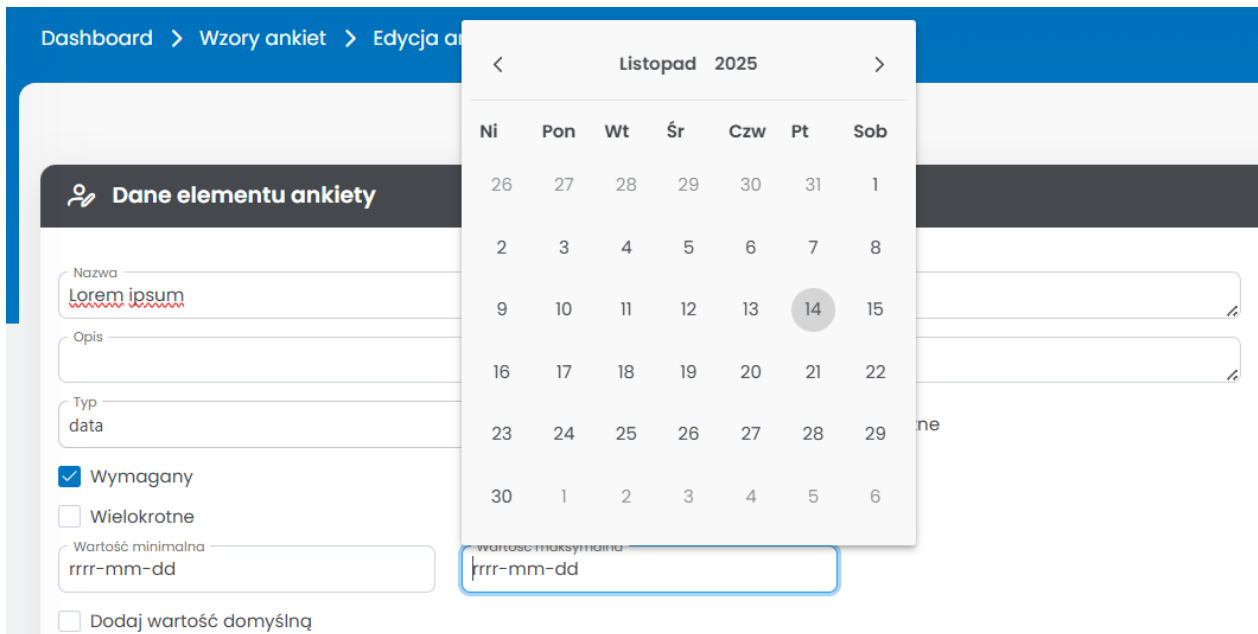 Dashboard > Wzory ankiet > Edycja
Listopad 2025
Ni Pon Wt Śr Czw Pt Sob
26 27 28 29 30 31 1
2 3 4 5 6 7 8
9 10 11 12 13 14 15
16 17 18 19 20 21 22
23 24 25 26 27 28 29
30 1 2 3 4 5 6
Dane elementu ankiety
Nazwa
Lorem ipsum
Opis
Typ
data
Wymagany
Wielokrotne
Wartość minimalna
rrrr-mm-dd
Wartość maksymalna
rrrr-mm-dd
Dodaj wartość domyślną